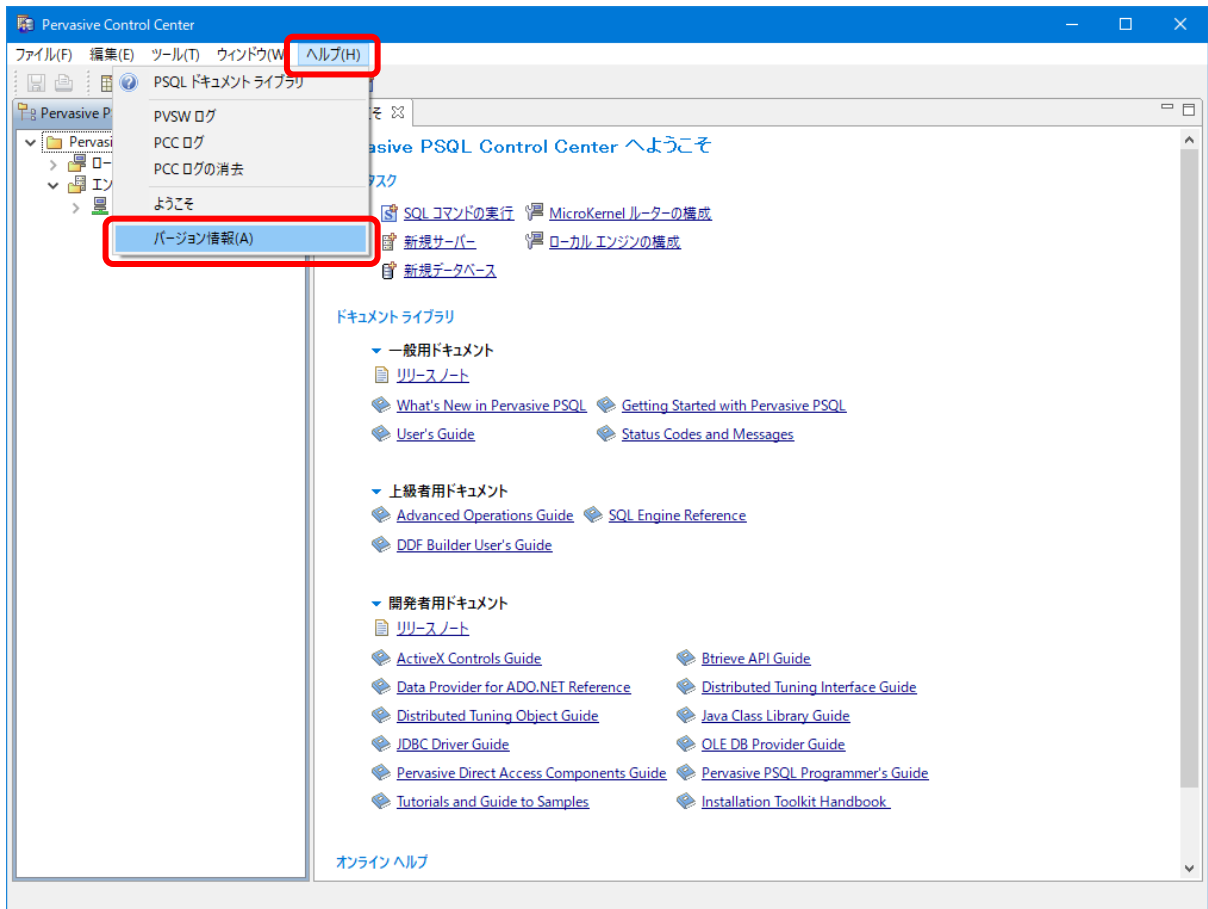 Pervasive Control Center
ファイル(F) 編集(E) ツール(T) ウィンドウ(W ヘルプ(H)
PSQL ドキュメント ライブラリ
PVSW ログ
PCC ログ
PCC ログの消去
ようこそ
バージョン情報(A)
Pervasive P
Pervasi
ロー
エン
そ
asive PSQL Control Center へようこそ
タスク
SQL コマンドの実行 MicroKernel ルーターの構成
新規サーバー ローカル エンジンの構成
新規データベース
ドキュメント ライブラリ
一般用ドキュメント
リリース ノート
What's New in Pervasive PSQL Getting Started with Pervasive PSQL
User's Guide Status Codes and Messages
上級者用ドキュメント
Advanced Operations Guide SQL Engine Reference
DDF Builder User's Guide
開発者用ドキュメント
リリース ノート
ActiveX Controls Guide Btrieve API Guide
Data Provider for ADO.NET Reference Distributed Tuning Interface Guide
Distributed Tuning Object Guide Java Class Library Guide
JDBC Driver Guide OLE DB Provider Guide
Pervasive Direct Access Components Guide Pervasive PSQL Programmer's Guide
Tutorials and Guide to Samples Installation Toolkit Handbook
オンライン ヘルプ